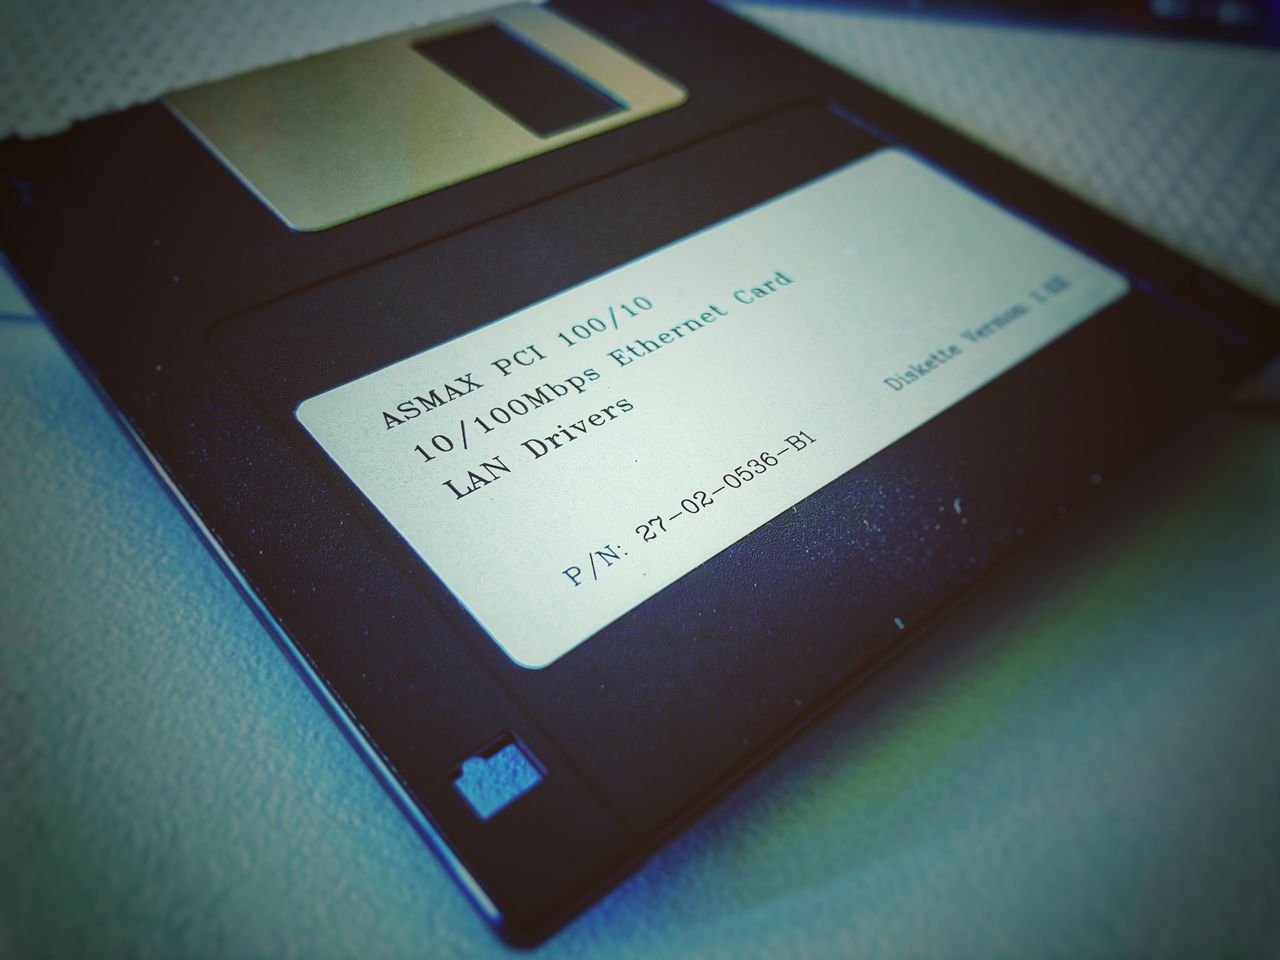 ASMAX PCI 100/10
10/100Mbps Ethernet Card
LAN Drivers
P/N: 27-02-0536-B1
Diskette Version